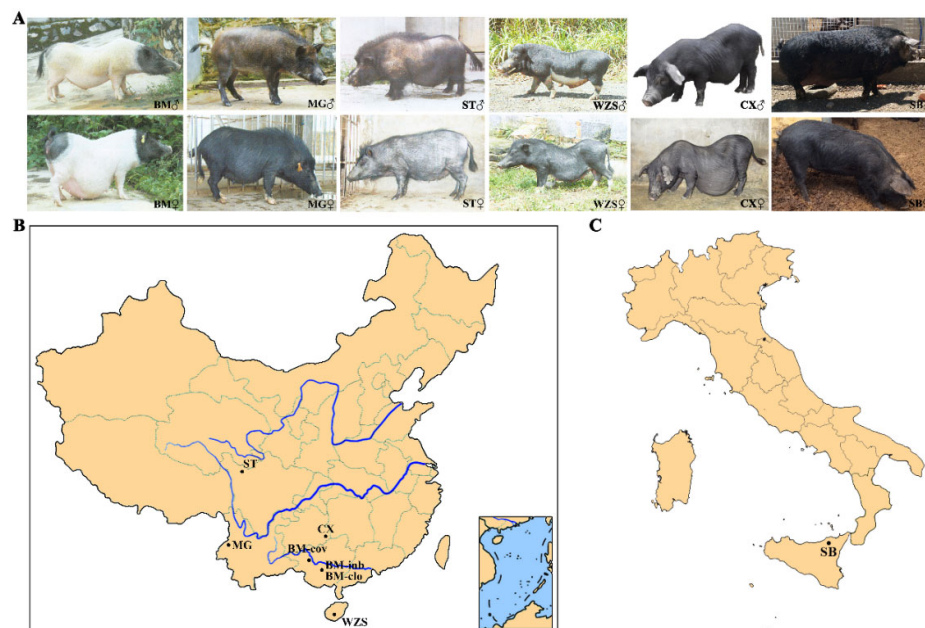 A
BM♂ MG♂ ST♂ WZS♂ CX♂ SB♂
BM♀ MG♀ ST♀ WZS♀ CX♀ SB♀
B C
ST
CX
MG
BM-cov
BM-inb
BM-clo
SB
WZS